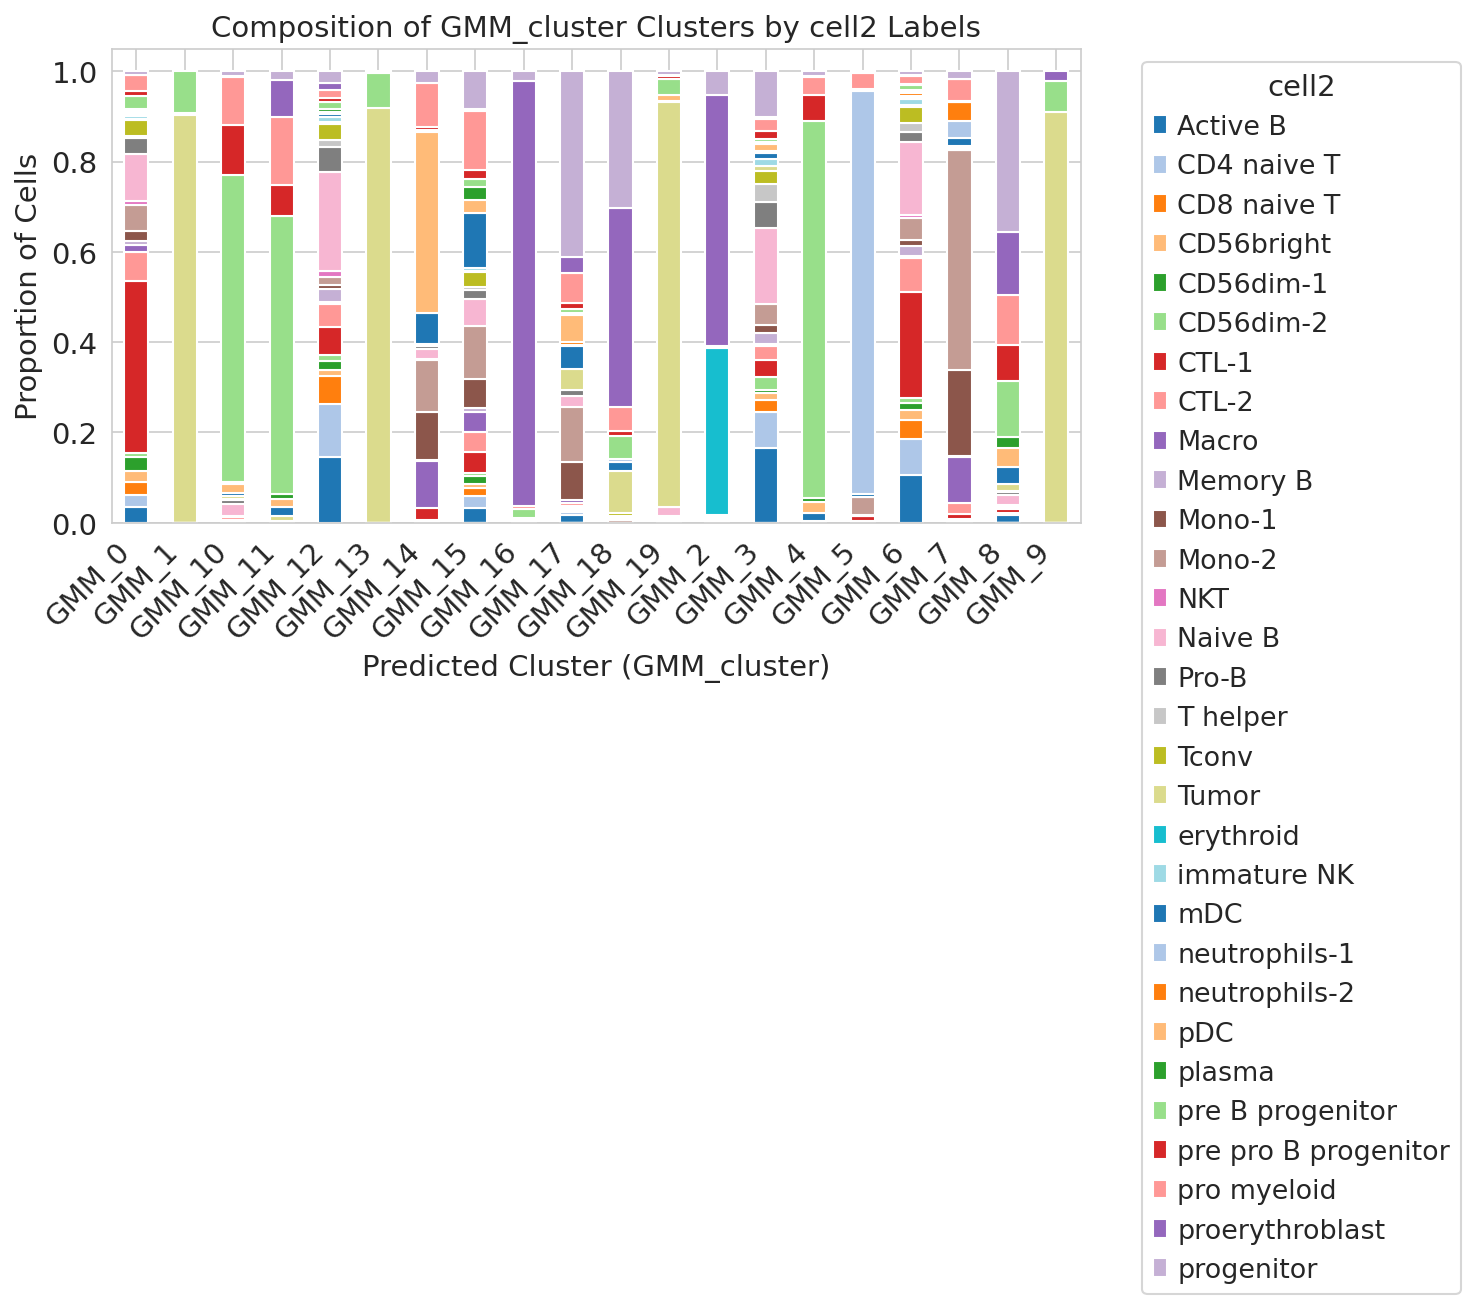 Composition of GMM_cluster Clusters by cell2 Labels
Proportion of Cells
1.0
0.8
0.6
0.4
0.2
0.0
GMM_0
GMM_1
GMM_10
GMM_11
GMM_12
GMM_13
GMM_14
GMM_15
GMM_16
GMM_17
GMM_18
GMM_19
GMM_2
GMM_3
GMM_4
GMM_5
GMM_6
GMM_7
GMM_8
GMM_9
Predicted Cluster (GMM_cluster)
cell2
Active B
CD4 naive T
CD8 naive T
CD56bright
CD56dim-1
CD56dim-2
CTL-1
CTL-2
Macro
Memory B
Mono-1
Mono-2
NKT
Naive B
Pro-B
T helper
Tconv
Tumor
erythroid
immature NK
mDC
neutrophils-1
neutrophils-2
pDC
plasma
pre B progenitor
pre pro B progenitor
pro myeloid
proerythroblast
progenitor